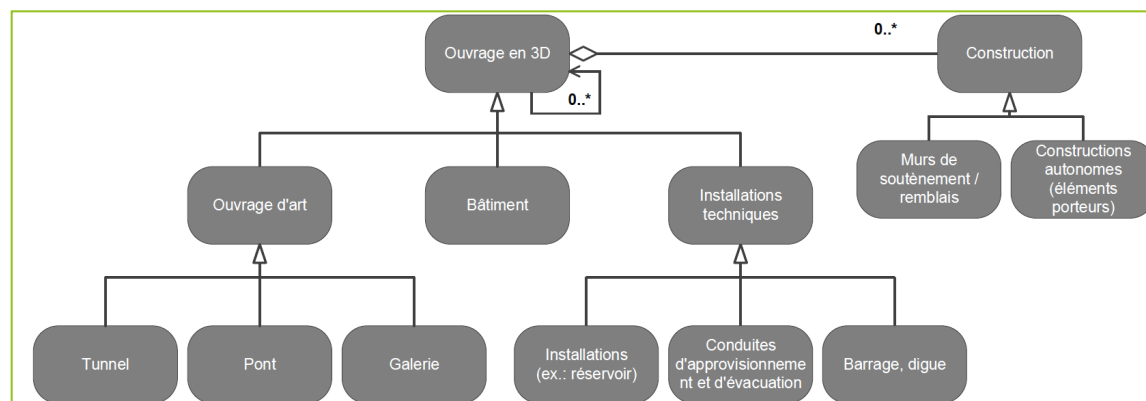 Ouvrage en 3D
0..*
Construction
0..*
Murs de
soutènement /
remblais
Constructions
autonomes
(éléments
porteurs)
Ouvrage d'art
Bâtiment
Installations
techniques
Tunnel
Pont
Galerie
Installations
(ex.: réservoir)
Conduites
d'approvisionneme
nt et d'évacuation
Barrage, digue